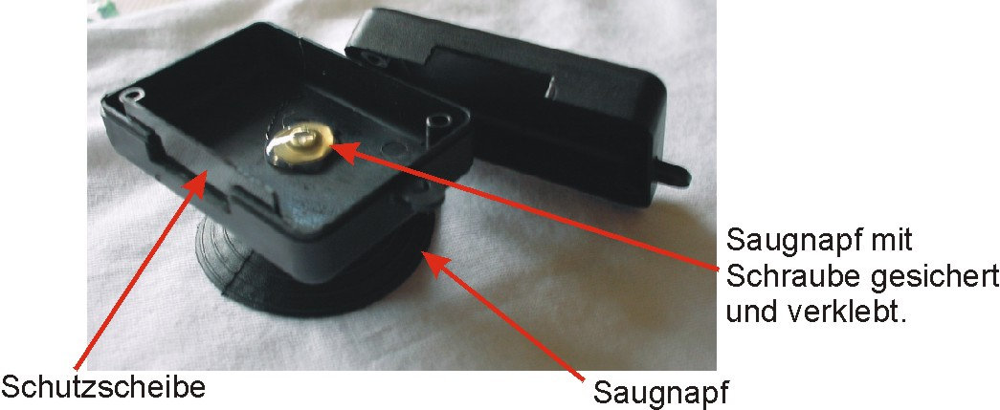 Saugnapf mit
Schraube gesichert
und verklebt.
Schutzscheibe
Saugnapf